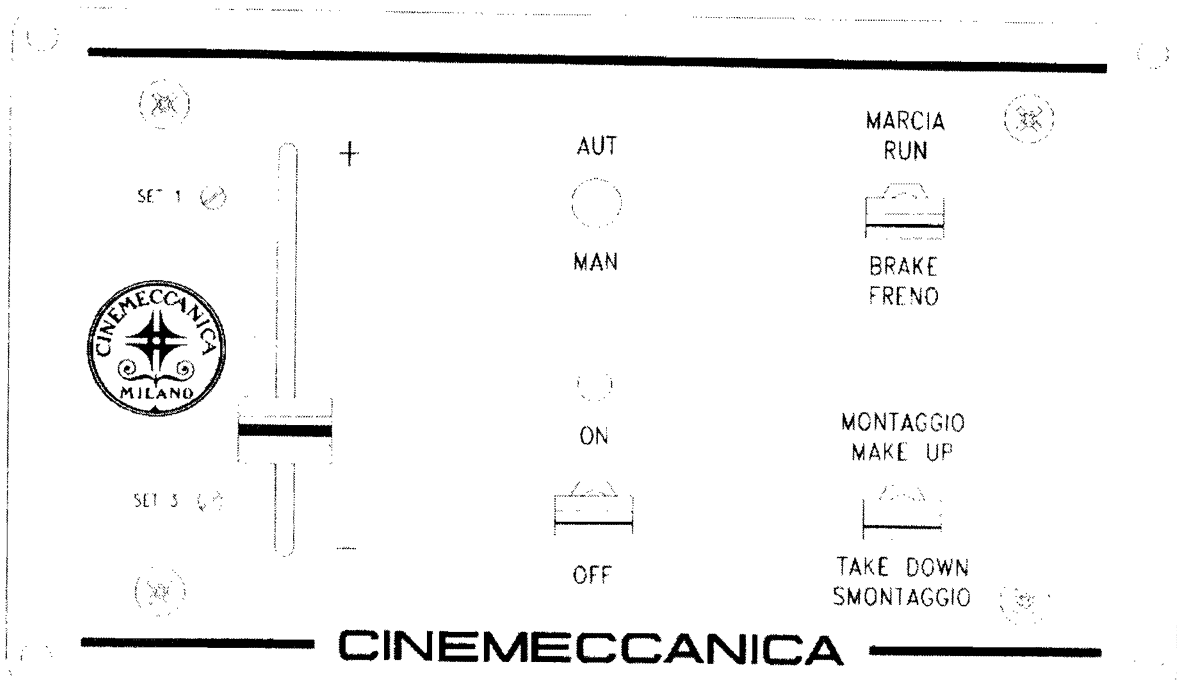 AUT
MARCIA
RUN
+
SET 1
MAN
BRAKE
FRENO
CINEMECCANICA
MILANO
ON
MONTAGGIO
MAKE UP
SET 3
-
OFF
TAKE DOWN
SMONTAGGIO
CINEMECCANICA